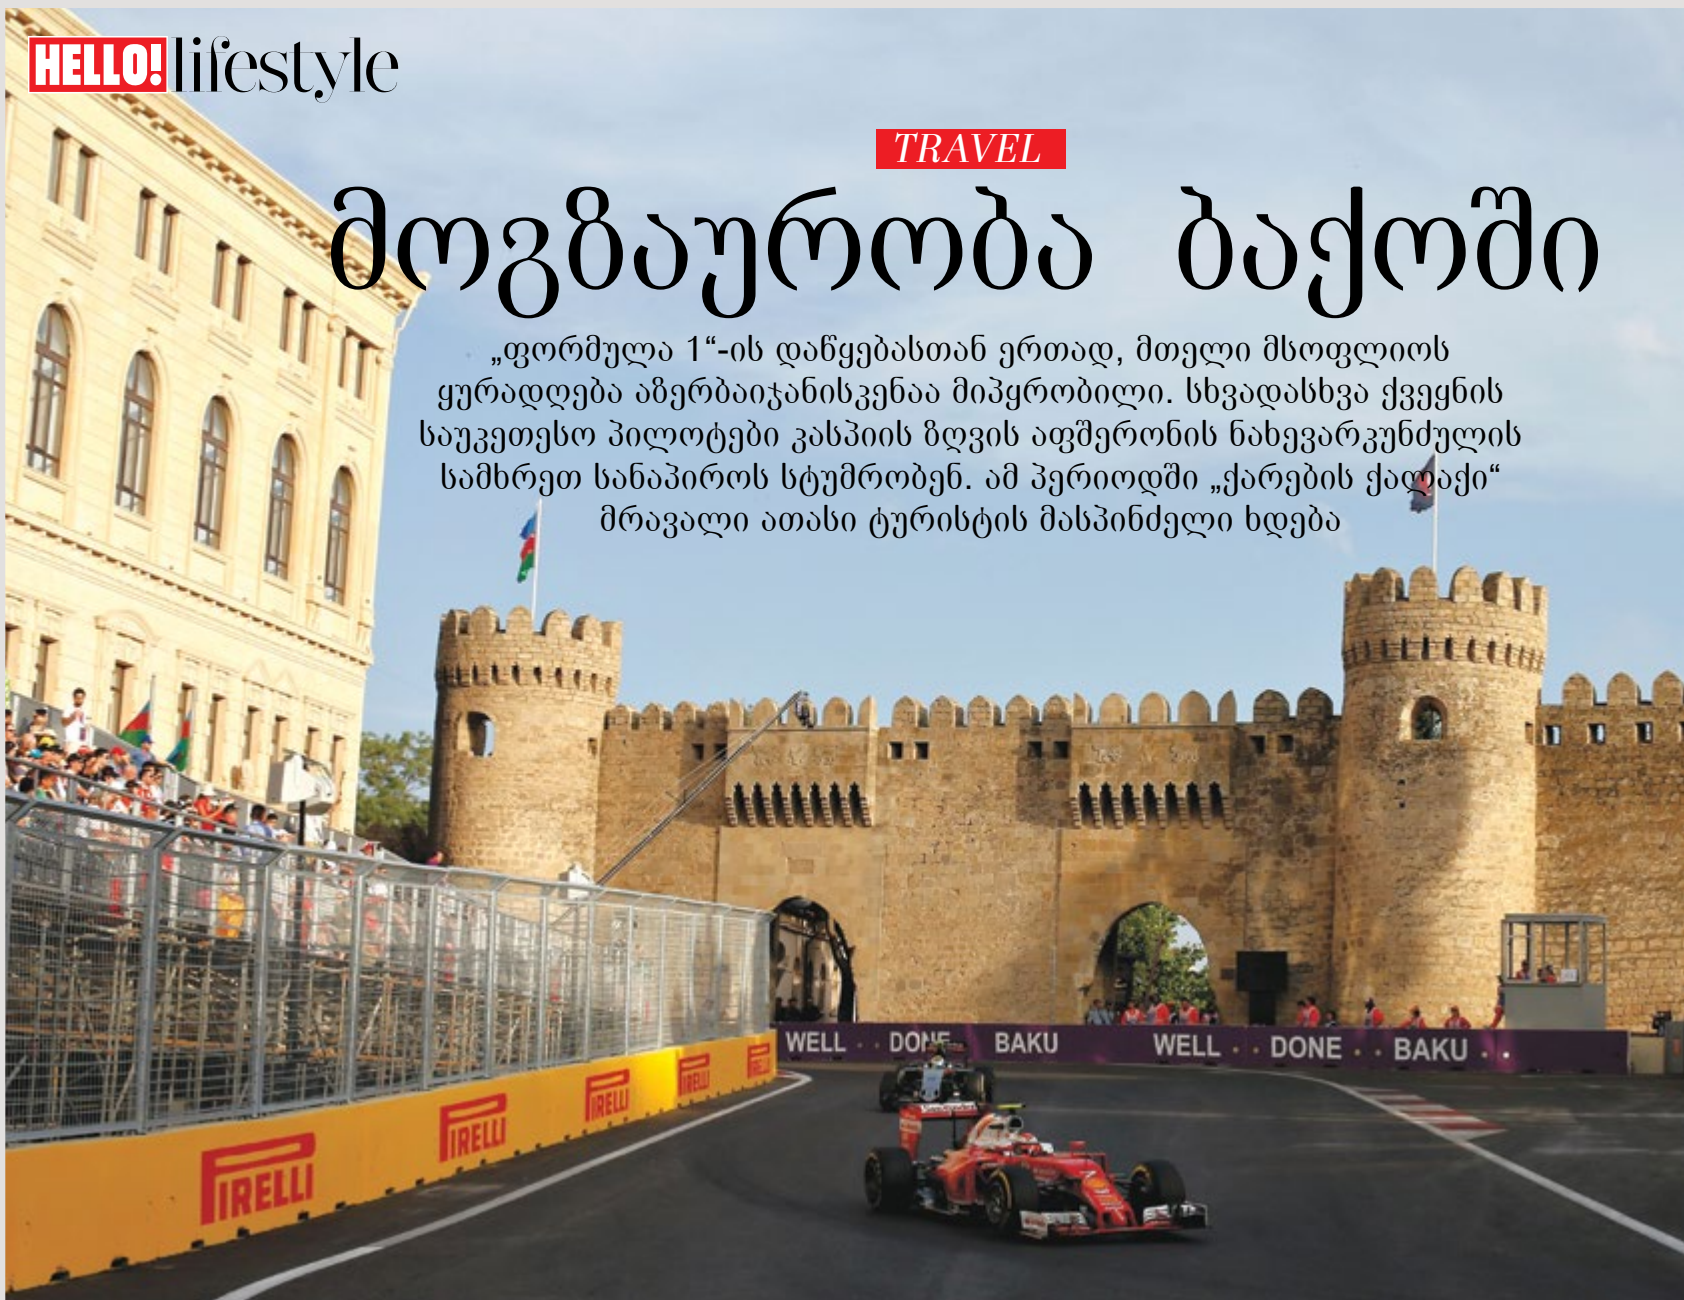 HELLO! lifestyle
TRAVEL
მოგზაურობა ბაქოში
„ფორმულა 1“-ის დაწყებასთან ერთად, მთელი მსოფლიოს
ყურადღება აზერბაიჯანისკენაა მიპყრობილი. სხვადასხვა ქვეყნის
საუკეთესო პილოტები კასპიის ზღვის აფშერონის ნახევარკუნძულის
სამხრეთ სანაპიროს სტუმრობენ. ამ პერიოდში „ქარების ქალაქი“
მრავალი ათასი ტურისტის მასპინძელი ხდება
WELL DONE BAKU WELL DONE BAKU
PIRELLI PIRELLI PIRELLI PIRELLI PIRELLI